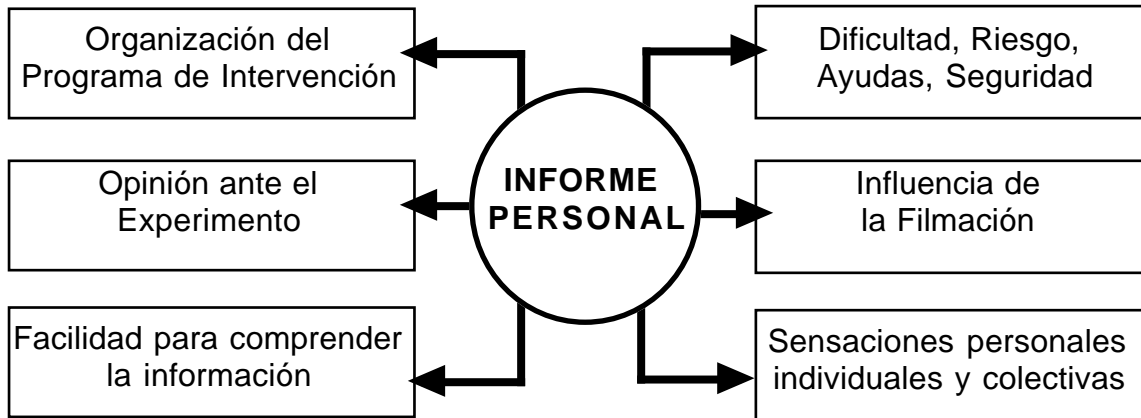 Organización del
Programa de Intervención
Dificultad, Riesgo,
Ayudas, Seguridad
Opinión ante el
Experimento
INFORME
PERSONAL
Influencia de
la Filmación
Facilidad para comprender
la información
Sensaciones personales
individuales y colectivas